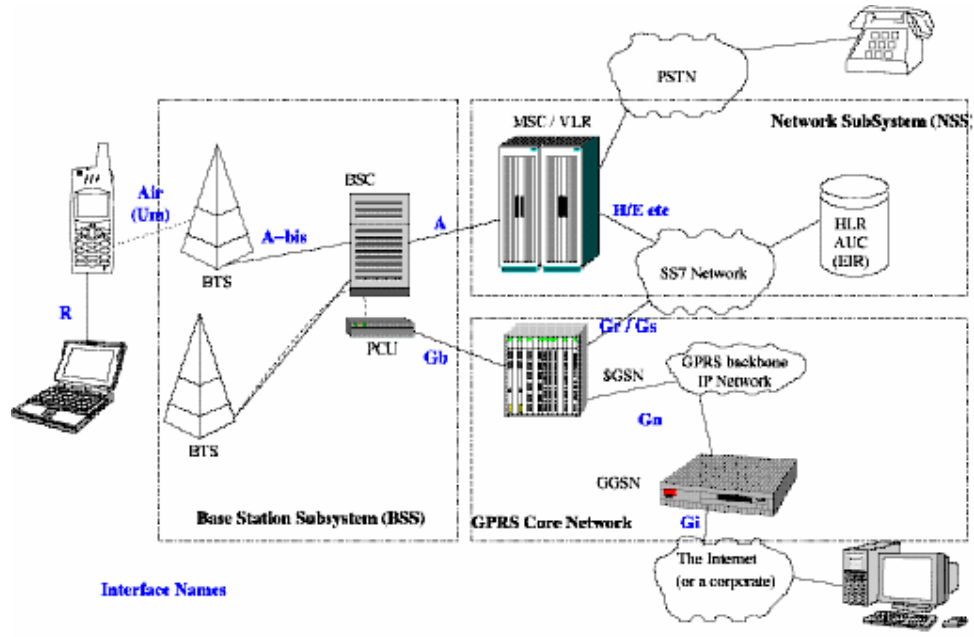 PSTN
MSC / VLR
Network SubSystem (NSS)
BSC
Air
(Um)
H/E etc
HLR
AUC
(EIR)
A-bis
A
BTS
SS7 Network
R
Gr / Gs
PCU
Gb
SGSN
GPRS backbone
IP Network
Gn
BTS
GGSN
Base Station Subsystem (BSS)
GPRS Core Network
Gi
The Internet
(or a corporate)
Interface Names